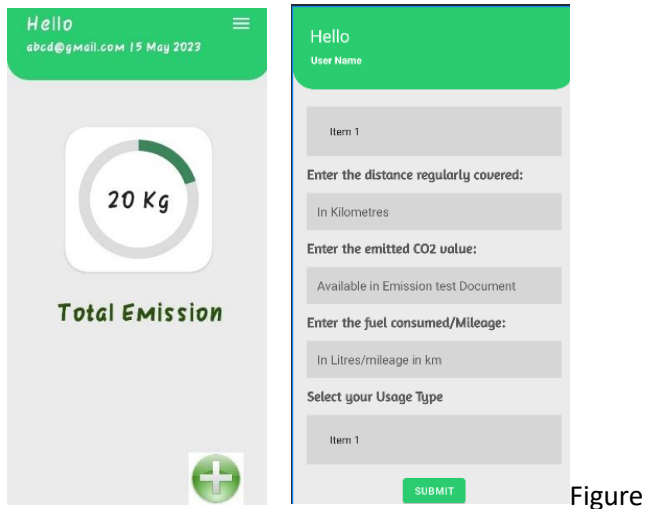 Hello
abcd@gmail.com 15 May 2023
20 Kg
Total Emission
Hello
User Name
Item 1
Enter the distance regularly covered:
In Kilometres
Enter the emitted CO2 value:
Available in Emission test Document
Enter the fuel consumed/Mileage:
In Litres/mileage in km
Select your Usage Type
Item 1
SUBMIT
Figure